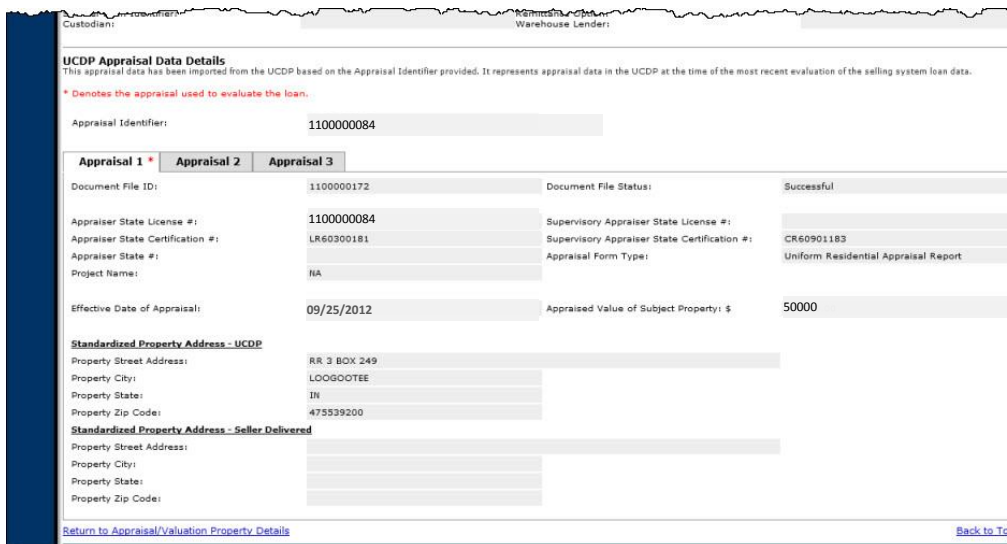 Remittance Option:
Custodian: Warehouse Lender:
UCDP Appraisal Data Details
This appraisal data has been imported from the UCDP based on the Appraisal Identifier provided. It represents appraisal data in the UCDP at the time of the most recent evaluation of the selling system loan data.
* Denotes the appraisal used to evaluate the loan.
Appraisal Identifier: 1100000084
Appraisal 1 * Appraisal 2 Appraisal 3
Document File ID: 1100000172 Document File Status: Successful
Appraiser State License #: 1100000084 Supervisory Appraiser State License #:
Appraiser State Certification #: LR60300181 Supervisory Appraiser State Certification #: CR60901183
Appraiser State #: Appraisal Form Type: Uniform Residential Appraisal Report
Project Name: NA
Effective Date of Appraisal: 09/25/2012 Appraised Value of Subject Property: $ 50000
Standardized Property Address - UCDP
Property Street Address: RR 3 BOX 249
Property City: LOOGOOTEE
Property State: IN
Property Zip Code: 475539200
Standardized Property Address - Seller Delivered
Property Street Address:
Property City:
Property State:
Property Zip Code:
Return to Appraisal/Valuation Property Details Back to To